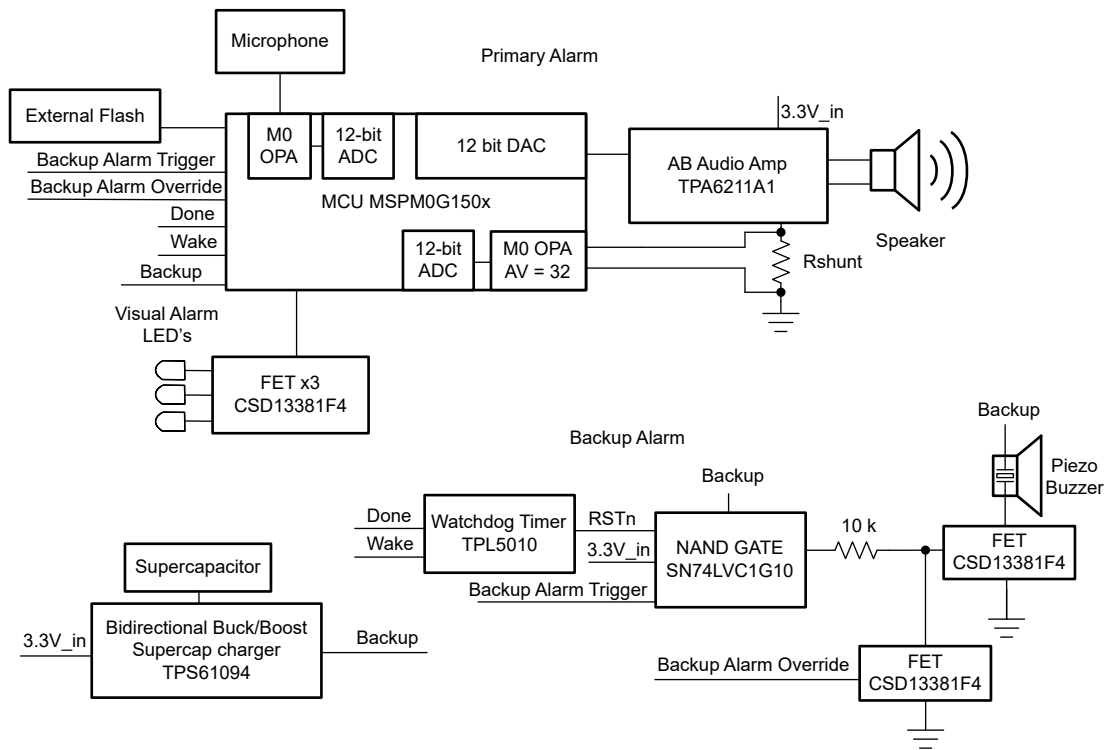 Microphone
Primary Alarm
External Flash
3.3V_in
M0
OPA
12-bit
ADC
12 bit DAC
AB Audio Amp
TPA6211A1
Backup Alarm Trigger
Backup Alarm Override
MCU MSPM0G150x
Done
Wake
Backup
12-bit
ADC
M0 OPA
AV = 32
Speaker
Rshunt
Visual Alarm
LED's
FET x3
CSD13381F4
Backup Alarm
Backup
Piezo
Buzzer
Backup
Done
Wake
Watchdog Timer
TPL5010
RSTn
3.3V_in
Backup Alarm Trigger
NAND GATE
SN74LVC1G10
10 k
FET
CSD13381F4
Supercapacitor
3.3V_in
Bidirectional Buck/Boost
Supercap charger
TPS61094
Backup
Backup Alarm Override
FET
CSD13381F4